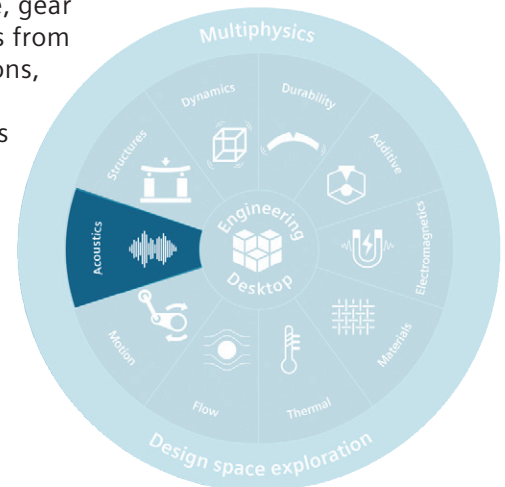 , gear
s from
ons,
s
Multiphysics
Dynamics
Durability
Structures
Additive
Engineering
Desktop
Acoustics
Electromagnetics
Motion
Materials
Flow
Thermal
Design space exploration